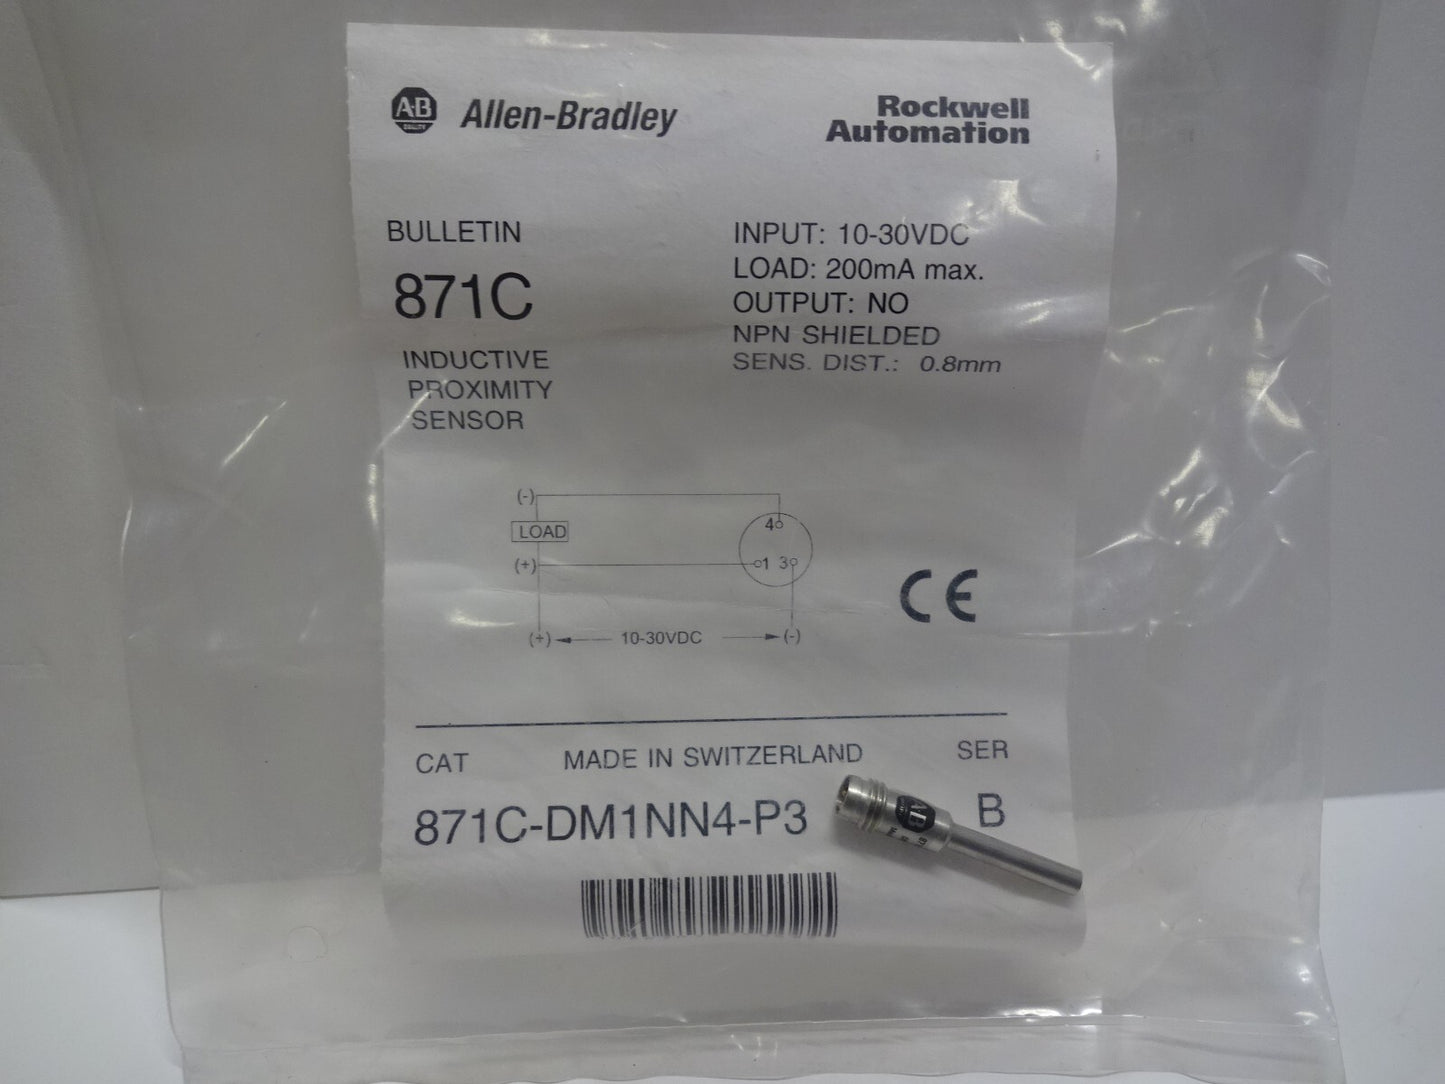 A-B
QUALITY
Allen-Bradley
Rockwell
Automation
BULLETIN
871C
INDUCTIVE
PROXIMITY
SENSOR
INPUT: 10-30VDC
LOAD: 200mA max.
OUTPUT: NO
NPN SHIELDED
SENS. DIST.: 0.8mm
(-)
LOAD
(+)
4
1 3
(+) 10-30VDC (-)
CE
CAT MADE IN SWITZERLAND SER
871C-DM1NN4-P3 B
A-B